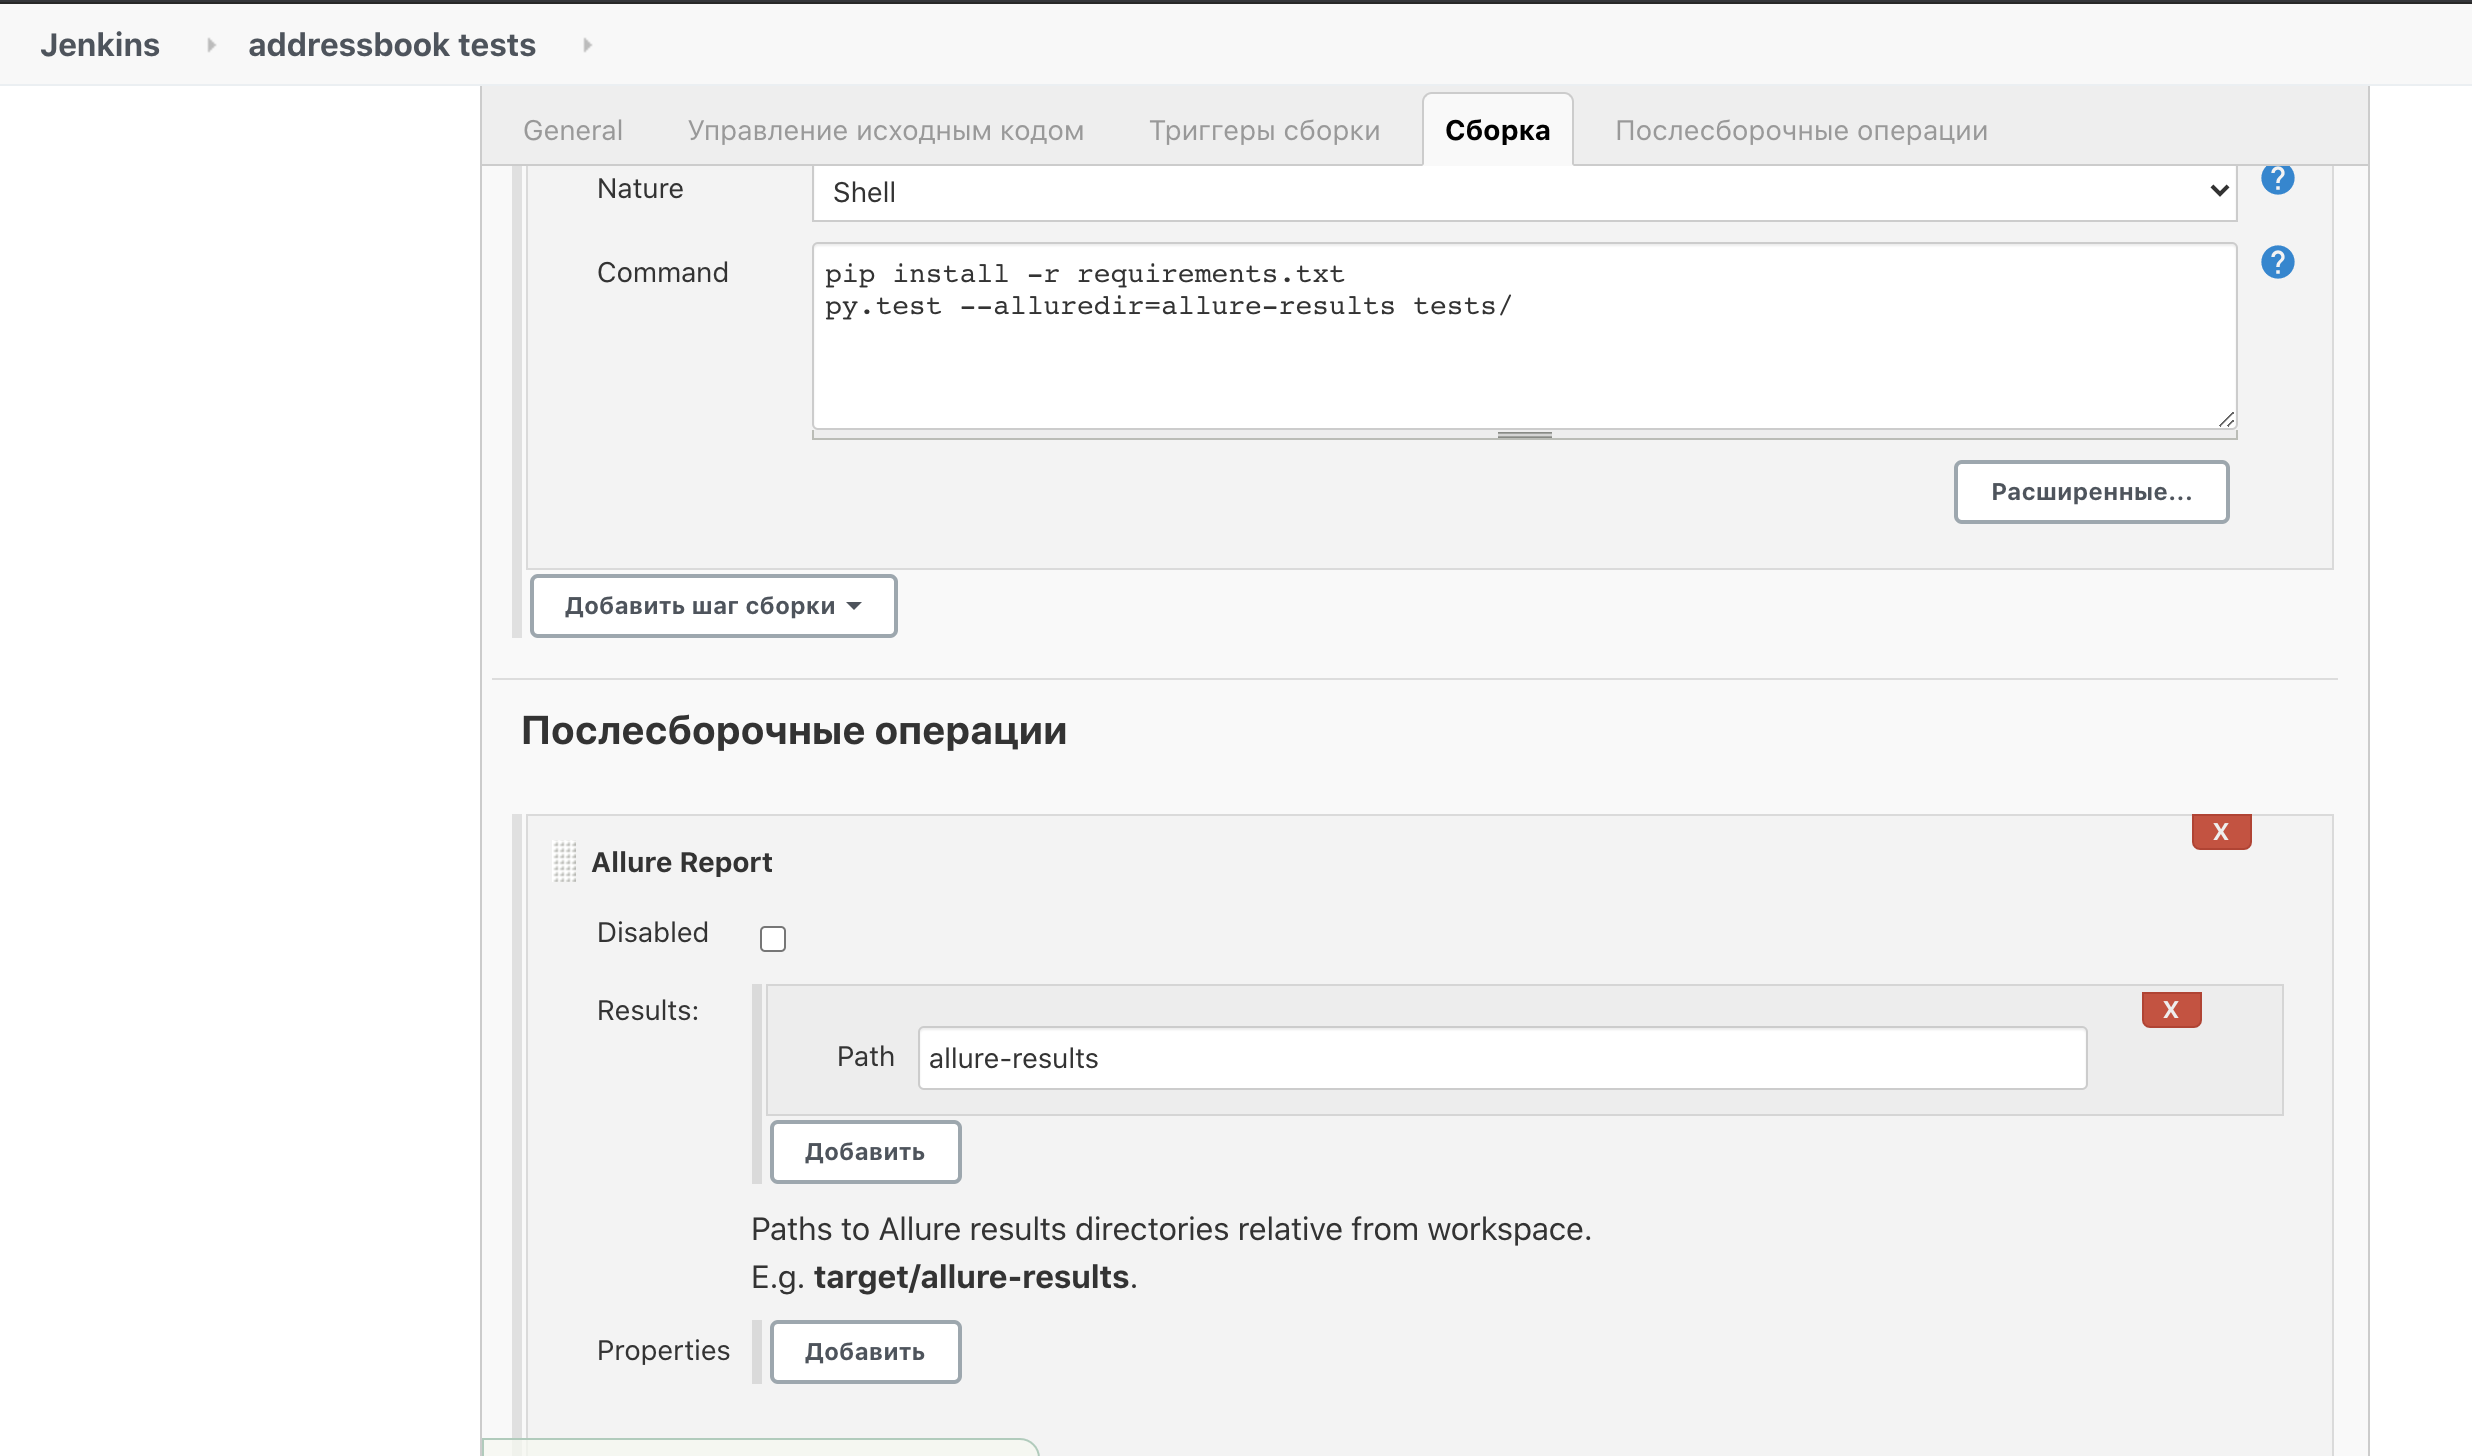 Jenkins addressbook tests
General Управление исходным кодом Триггеры сборки Сборка Послесборочные операции
Nature Shell ?
Command ?
pip install -r requirements.txt
py.test --alluredir=allure-results tests/
Расширенные...
Добавить шаг сборки
Послесборочные операции
X
Allure Report
Disabled
Results: X
Path allure-results
Добавить
Paths to Allure results directories relative from workspace.
E.g. target/allure-results.
Properties Добавить